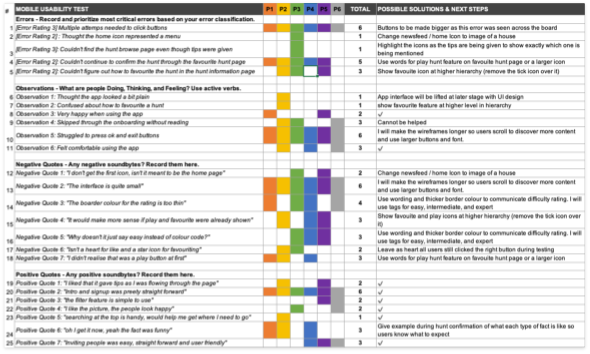 # MOBILE USABILITY TEST P1 P2 P3 P4 P5 P6 TOTAL POSSIBLE SOLUTIONS & NEXT STEPS
Errors - Record and prioritize most critical errors based on your error classification.
1 [Error Rating 3] Multiple attempts needed to click buttons 6 Buttons to be made bigger as this error was seen across the board
2 [Error Rating 2] : Thought the home icon represented a menu 1 Change newsfeed / home icon to image of a house
3 [Error Rating 3]: Couldn't find the hunt browse page even though tips were given 1 Highlight the icons as the tips are being given to show exactly which one is
being mentioned
4 [Error Rating 2] Couldn't continue to confirm the hunt through the favourite hunt page 5 Use words for play hunt feature on favourite hunt page or a larger icon
5 [Error Rating 2]: Couldn't figure out how to favourite the hunt in the hunt information page 3 Show favourite icon at higher hierarchy (remove the tick icon over it)
Observations - What are people Doing, Thinking, and Feeling? Use active verbs.
6 Observation 1: Thought the app looked a bit plain 1 App interface will be lifted at later stage with UI design
7 Observation 2: Confused about how to favourite a hunt 1 show favourite feature at higher level in hierarchy
8 Observation 3: Very happy when using the app 2 ✓
9 Observation 4: Skipped through the onboarding without reading 3 Cannot be helped
10 Observation 5: Struggled to press ok and exit buttons 6 I will make the wireframes longer so users scroll to discover more content
and use larger buttons and font.
11 Observation 6: Felt comfortable using the app 3 ✓
Negative Quotes - Any negative soundbytes? Record them here.
12 Negative Quote 1: "I don't get the first icon, isn't it meant to be the home page" 2 Change newsfeed / home icon to image of a house
13 Negative Quote 2: "The interface is quite small" 6 I will make the wireframes longer so users scroll to discover more content
and use larger buttons and font.
14 Negative Quote 3: "The boarder colour for the rating is too thin" 4 Use wording and thicker border colour to communicate difficulty rating. I will
use tags for easy, intermediate, and expert
15 Negative Quote 4: "It would make more sense if play and favourite were already shown" 3 Show favourite and play icons at higher hierarchy (remove the tick icon over
it)
16 Negative Quote 5: "Why doesn't it just say easy instead of colour code?" 3 Use wording and thicker border colour to communicate difficulty rating. I will
use tags for easy, intermediate, and expert
17 Negative Quote 6: "Isn't a heart for like and a star icon for favouriting" 2 Leave as heart all users still clicked the right button during testing
18 Negative Quote 7: "I didn't realise that was a play button at first" 3 Use words for play hunt feature on favourite hunt page or a larger icon
Positive Quotes - Any positive soundbytes? Record them here.
19 Positive Quote 1: "I liked that it gave tips as I was flowing through the page" 2 ✓
20 Positive Quote 2: "Intro and signup was preety straight forward" 6 ✓
21 Positive Quote 3: "the filter feature is simple to use" 2 ✓
22 Positive Quote 4: "I like the picture, the people look happy" 2 ✓
23 Positive Quote 6: "searching at the top is handy, would help me get where I need to go" 1 ✓
24 Positive Quote 6: "oh I get it now, yeah the fact was funny" 3 Give example during hunt confirmation of what each type of fact is like so
users know what to expect
25 Positive Quote 7: "Inviting people was easy, straight forward and user friendly" 3 ✓